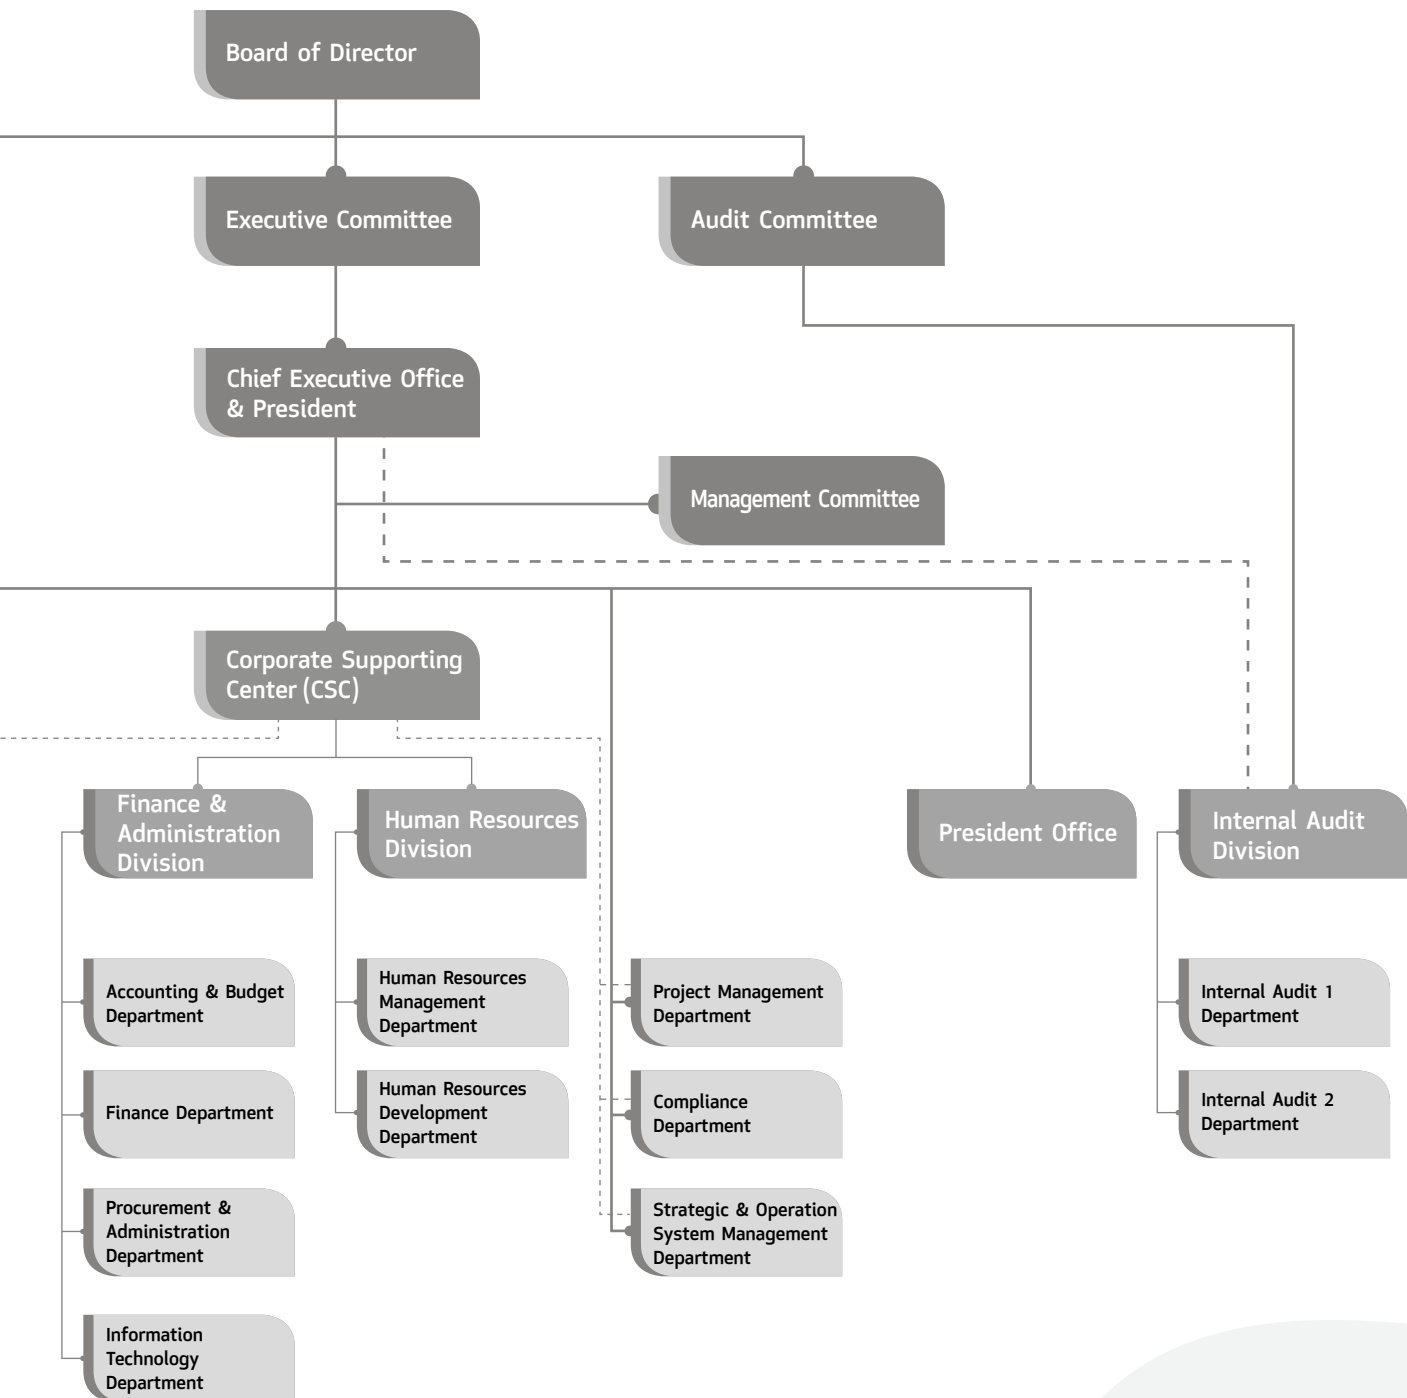 Board of Director
Executive Committee
Audit Committee
Chief Executive Office
& President
Management Committee
Corporate Supporting
Center (CSC)
Finance &
Administration
Division
Human Resources
Division
President Office
Internal Audit
Division
Accounting & Budget
Department
Human Resources
Management
Department
Project Management
Department
Internal Audit 1
Department
Finance Department
Human Resources
Development
Department
Compliance
Department
Internal Audit 2
Department
Procurement &
Administration
Department
Strategic & Operation
System Management
Department
Information
Technology
Department